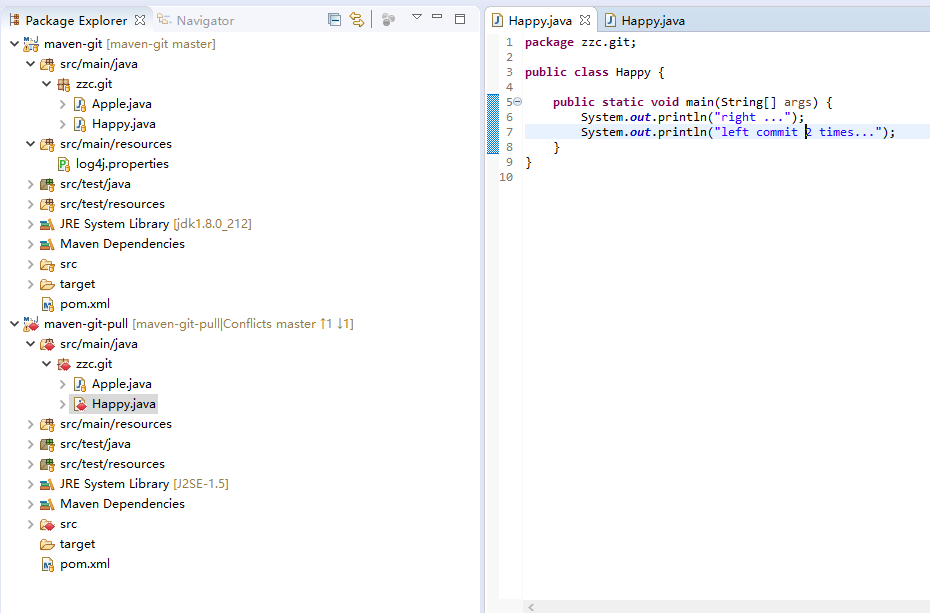 Package Explorer
Navigator
maven-git [maven-git master]
src/main/java
zzc.git
Apple.java
Happy.java
src/main/resources
log4j.properties
src/test/java
src/test/resources
JRE System Library [jdk1.8.0_212]
Maven Dependencies
src
target
pom.xml
maven-git-pull [maven-git-pull|Conflicts master ↑1 ↓1]
src/main/java
zzc.git
Apple.java
Happy.java
src/main/resources
src/test/java
src/test/resources
JRE System Library [J2SE-1.5]
Maven Dependencies
src
target
pom.xml
Happy.java
Happy.java
1 package zzc.git;
2
3 public class Happy {
4
5 public static void main(String[] args) {
6 System.out.println("right ...");
7 System.out.println("left commit 2 times...");
8 }
9 }
10